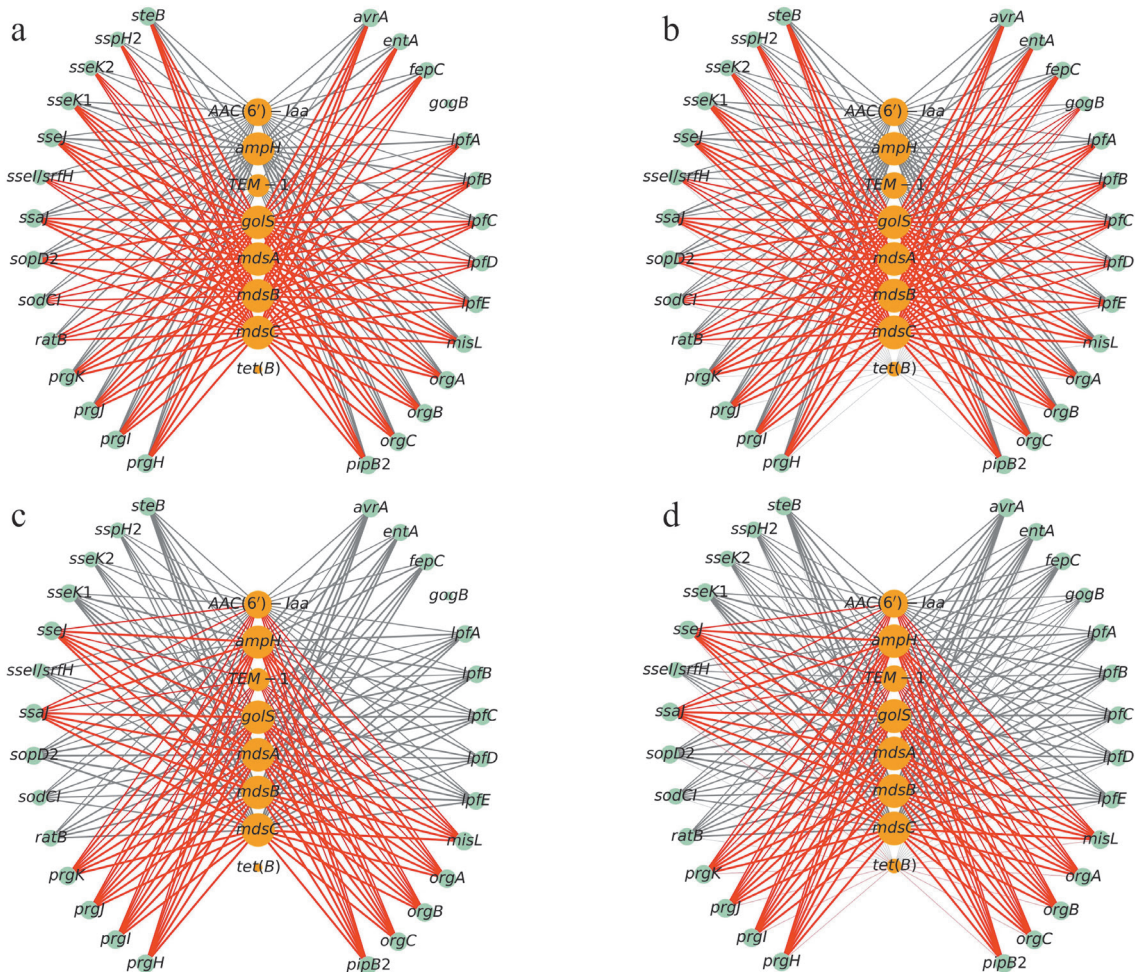 a
steB
avrA
sspH2
entA
sseK2
fepC
sseK1
gogB
AAC(6′) – Iaa
sseJ
lpfA
ampH
sseI/srfH
lpfB
TEM – 1
ssaJ
lpfC
golS
sopD2
lpfD
mdsA
sodCI
lpfE
mdsB
ratB
misL
mdsC
prgK
orgA
tet(B)
prgJ
orgB
prgI
orgC
prgH
pipB2
b
steB
avrA
sspH2
entA
sseK2
fepC
sseK1
gogB
AAC(6′) – Iaa
sseJ
lpfA
ampH
sseI/srfH
lpfB
TEM – 1
ssaJ
lpfC
golS
sopD2
lpfD
mdsA
sodCI
lpfE
mdsB
ratB
misL
mdsC
prgK
orgA
tet(B)
prgJ
orgB
prgI
orgC
prgH
pipB2
c
steB
avrA
sspH2
entA
sseK2
fepC
sseK1
gogB
AAC(6′) – Iaa
sseJ
lpfA
ampH
sseI/srfH
lpfB
TEM – 1
ssaJ
lpfC
golS
sopD2
lpfD
mdsA
sodCI
lpfE
mdsB
ratB
misL
mdsC
prgK
orgA
tet(B)
prgJ
orgB
prgI
orgC
prgH
pipB2
d
steB
avrA
sspH2
entA
sseK2
fepC
sseK1
gogB
AAC(6′) – Iaa
sseJ
lpfA
ampH
sseI/srfH
lpfB
TEM – 1
ssaJ
lpfC
golS
sopD2
lpfD
mdsA
sodCI
lpfE
mdsB
ratB
misL
mdsC
prgK
orgA
tet(B)
prgJ
orgB
prgI
orgC
prgH
pipB2